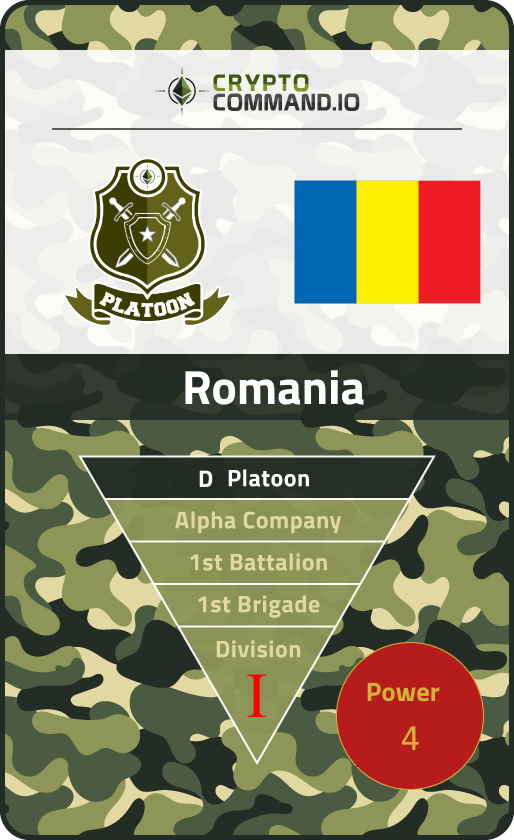 CRYPTO
COMMAND.IO
PLATOON
Romania
D Platoon
Alpha Company
1st Battalion
1st Brigade
Division
I
Power
4